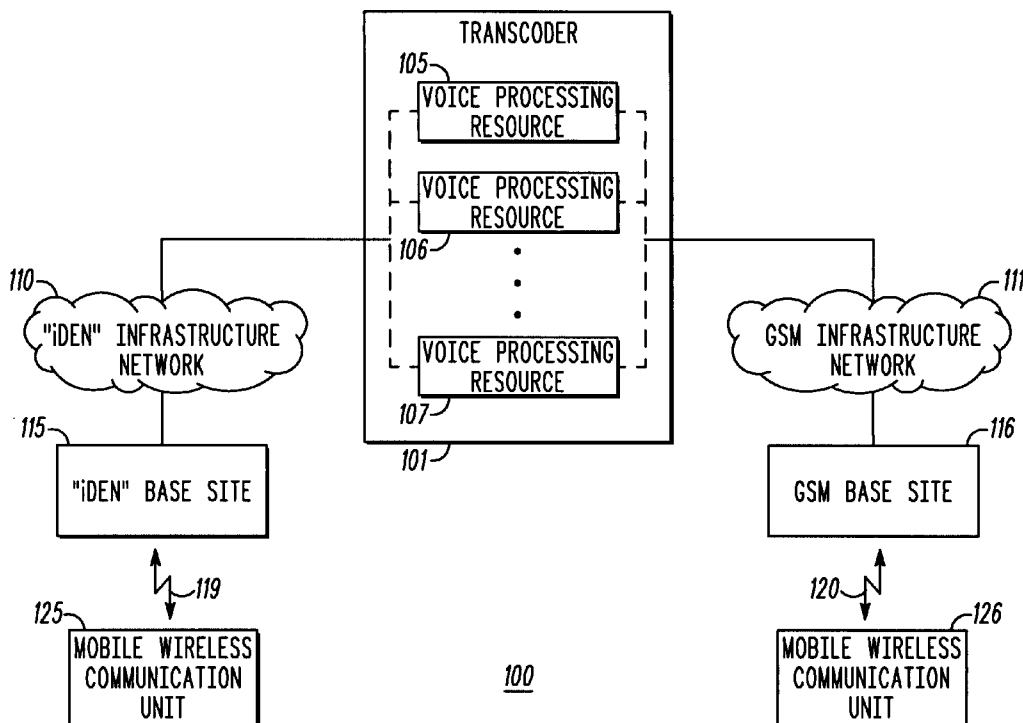 TRANSCODER
105
VOICE PROCESSING
RESOURCE
VOICE PROCESSING
RESOURCE
106
VOICE PROCESSING
RESOURCE
107
101
110
"iDEN" INFRASTRUCTURE
NETWORK
111
GSM INFRASTRUCTURE
NETWORK
115
"iDEN" BASE SITE
116
GSM BASE SITE
119
120
125
MOBILE WIRELESS
COMMUNICATION
UNIT
100
126
MOBILE WIRELESS
COMMUNICATION
UNIT